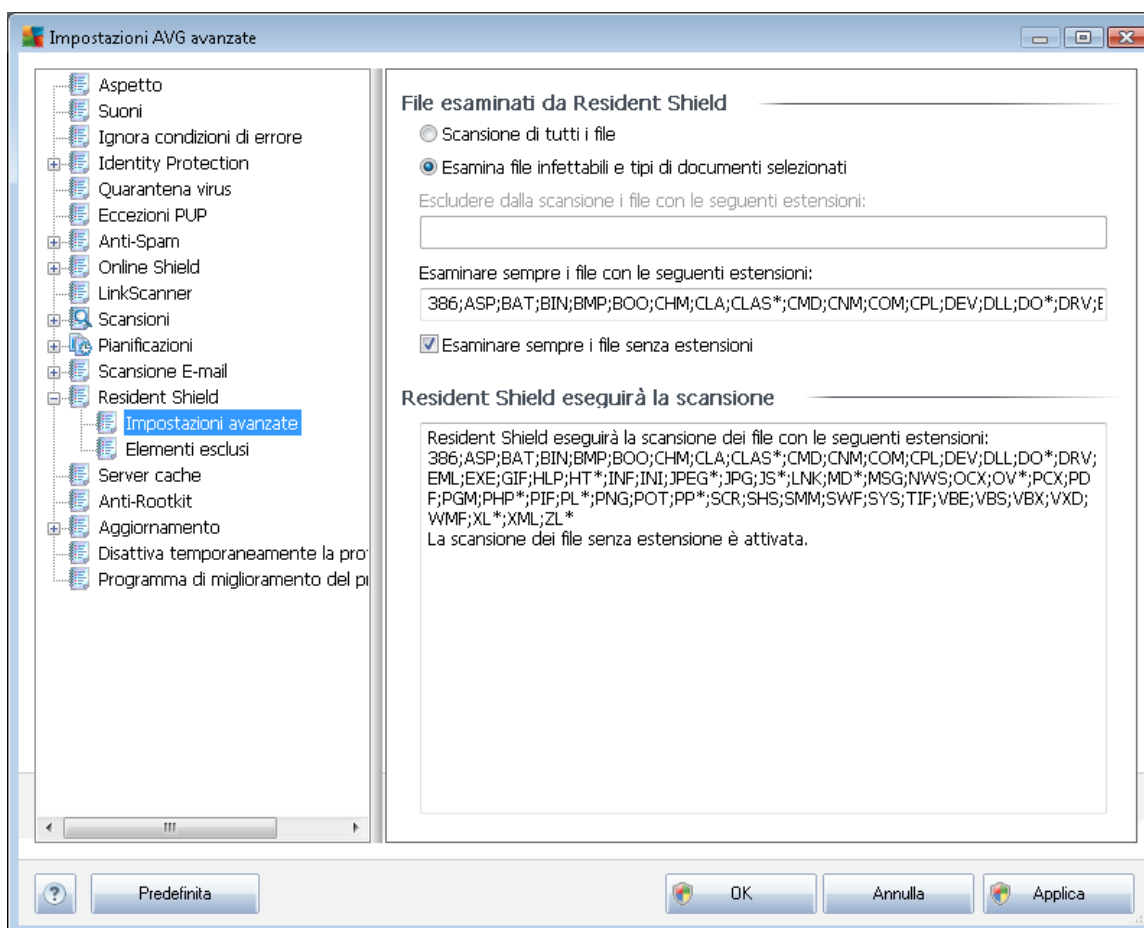 Impostazioni AVG avanzate
Aspetto
Suoni
Ignora condizioni di errore
Identity Protection
Quarantena virus
Eccezioni PUP
Anti-Spam
Online Shield
LinkScanner
Scansioni
Pianificazioni
Scansione E-mail
Resident Shield
Impostazioni avanzate
Elementi esclusi
Server cache
Anti-Rootkit
Aggiornamento
Disattiva temporaneamente la pro
Programma di miglioramento del p
File esaminati da Resident Shield
Scansione di tutti i file
Esamina file infettabili e tipi di documenti selezionati
Escludere dalla scansione i file con le seguenti estensioni:
Esaminare sempre i file con le seguenti estensioni:
386;ASP;BAT;BIN;BMP;BOO;CHM;CLA;CLAS*;CMD;CNM;COM;CPL;DEV;DLL;DO*;DRV;E
Esaminare sempre i file senza estensioni
Resident Shield eseguirà la scansione
Resident Shield eseguirà la scansione dei file con le seguenti estensioni:
386;ASP;BAT;BIN;BMP;BOO;CHM;CLA;CLAS*;CMD;CNM;COM;CPL;DEV;DLL;DO*;DRV;
EML;EXE;GIF;HLP;HT*;INF;INI;JPEG*;JPG;JS*;LNK;MD*;MSG;NWS;OCX;OV*;PCX;PD
F;PGM;PHP*;PIF;PL*;PNG;POT;PP*;SCR;SHS;SMM;SWF;SYS;TIF;VBE;VBS;VBX;VXD;
WMF;XL*;XML;ZL*
La scansione dei file senza estensione è attivata.
?
Predefinita
OK
Annulla
Applica